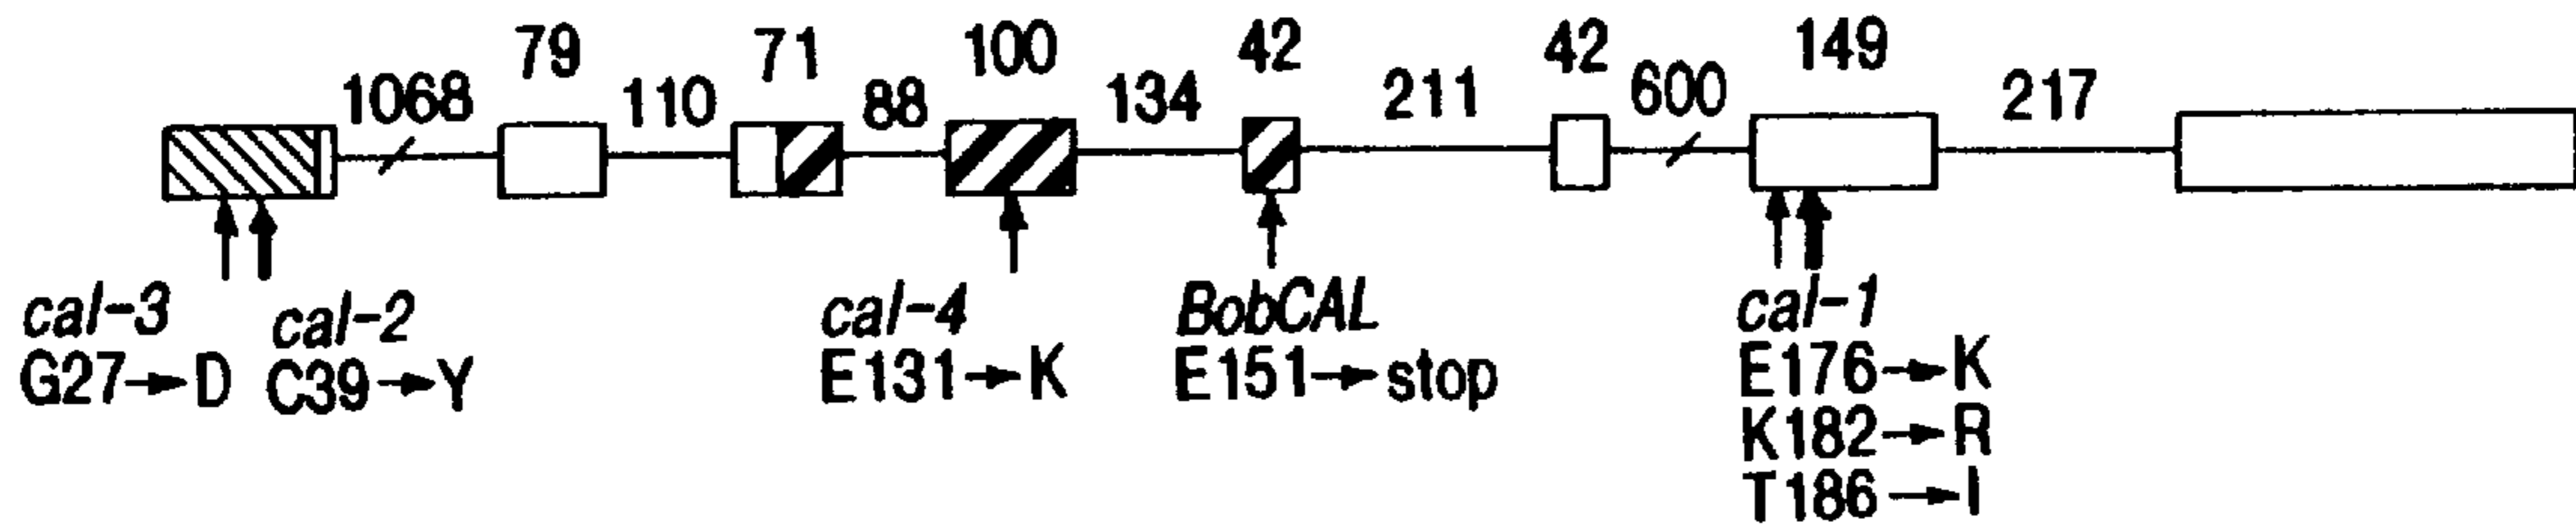 1068 79 110 71 88 100 134 42 211 42 600 149 217
cal-3 cal-2 cal-4 BobCAL cal-1
G27→D C39→Y E131→K E151→stop E176→K
K182→R
T186→I